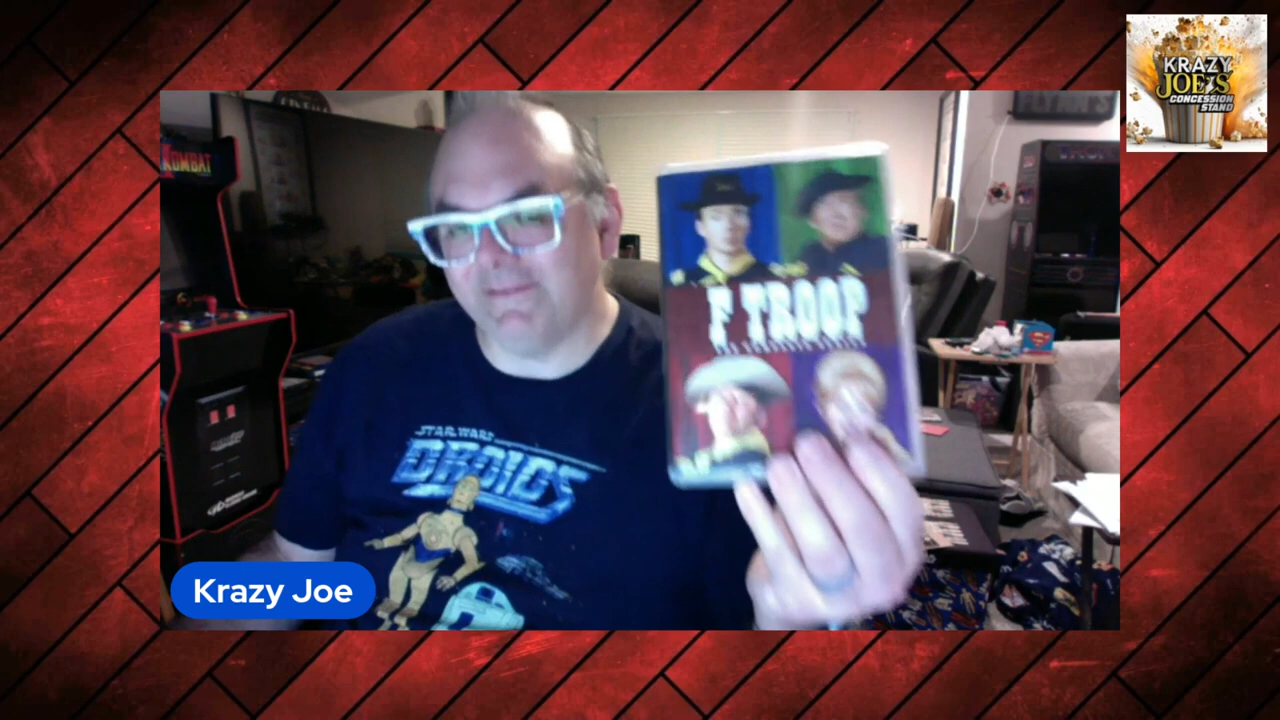 KRAZY
JOE'S
CONCESSION
STAND
KOMBAT
F TROOP
STAR WARS
DROIDS
Krazy Joe